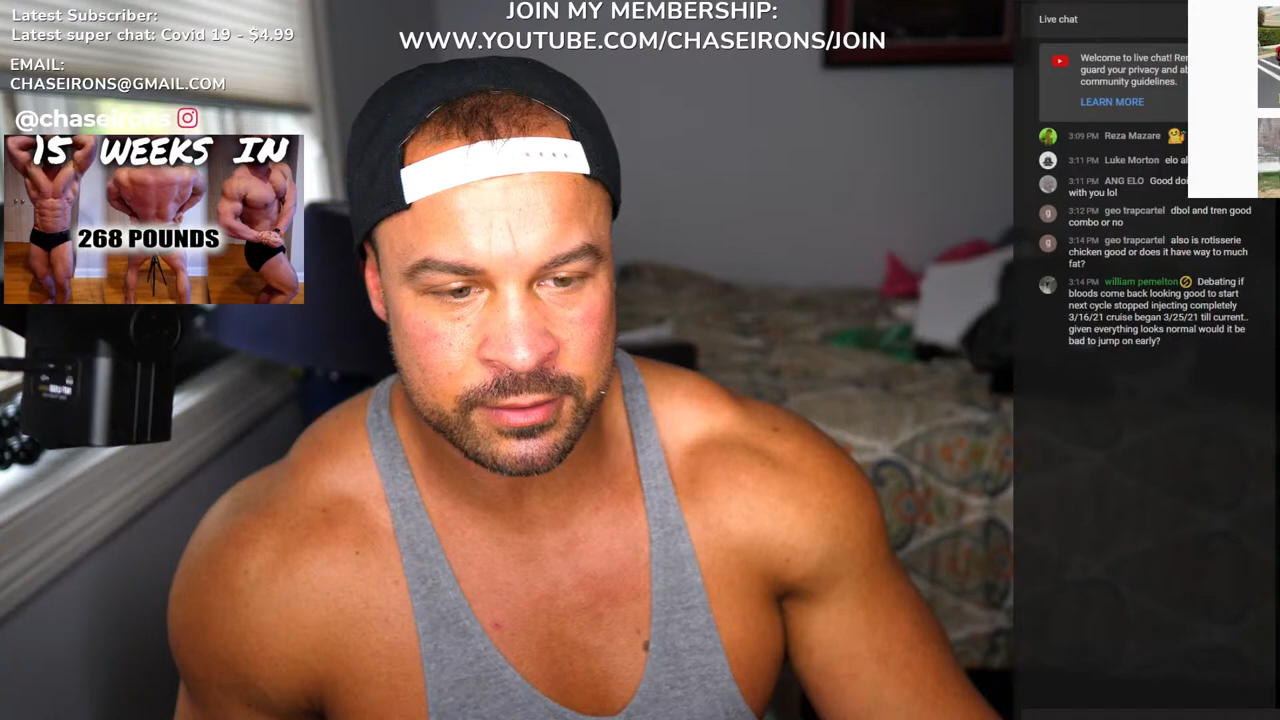 Latest Subscriber:
Latest super chat: Covid 19 - $4.99
EMAIL:
CHASEIRONS@GMAIL.COM
@chaseirons
15 WEEKS IN
268 POUNDS
JOIN MY MEMBERSHIP:
WWW.YOUTUBE.COM/CHASEIRONS/JOIN
Live chat
Welcome to live chat!
guard your privacy and
community guidelines.
LEARN MORE
3:09 PM Reza Mazare
3:11 PM Luke Morton elo
3:11 PM ANG ELO Good
with you lol
3:12 PM geo trapcartel dbol and tren good
combo or no
3:14 PM geo trapcartel also is rotisserie
chicken good or does it have way to much
fat?
3:14 PM william pemelton Debating if
bloods come back looking good to start
next cycle stopped injecting completely
3/16/21 cruise began 3/25/21 till current..
given everything looks normal would it be
bad to jump on early?